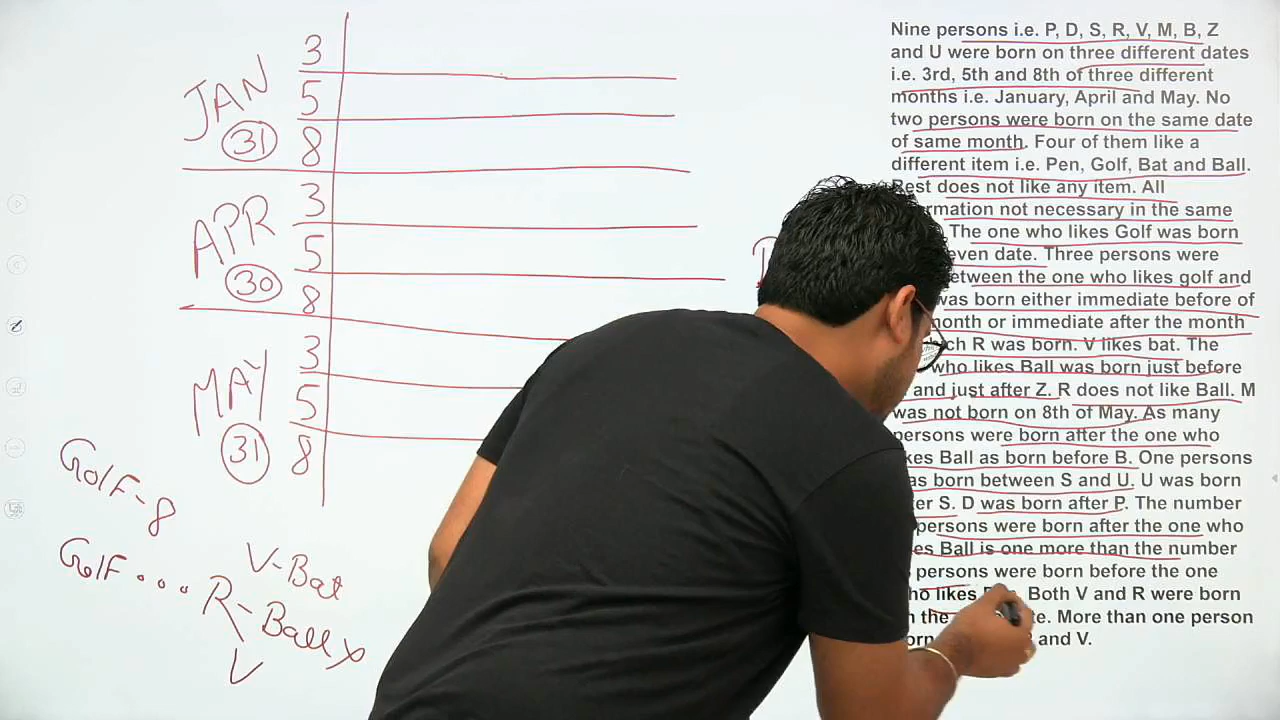 JAN
31
3
5
8
APR
30
3
5
8
MAY
31
3
5
8
Golf-8
Golf... R-Ball x
V
V-Bat
Nine persons i.e. P, D, S, R, V, M, B, Z
and U were born on three different dates
i.e. 3rd, 5th and 8th of three different
months i.e. January, April and May. No
two persons were born on the same date
of same month. Four of them like a
different item i.e. Pen, Golf, Bat and Ball.
Rest does not like any item. All
not necessary in the same
The one who likes Golf was born
even date. Three persons were
between the one who likes golf and
was born either immediate before of
month or immediate after the month
R was born. V likes bat. The
who likes Ball was born just before
and just after Z. R does not like Ball. M
was not born on 8th of May. As many
persons were born after the one who
Ball as born before B. One persons
born between S and U. U was born
S. D was born after P. The number
persons were born after the one who
Ball is one more than the number
persons were born before the one
likes Both V and R were born
the More than one person
and V.